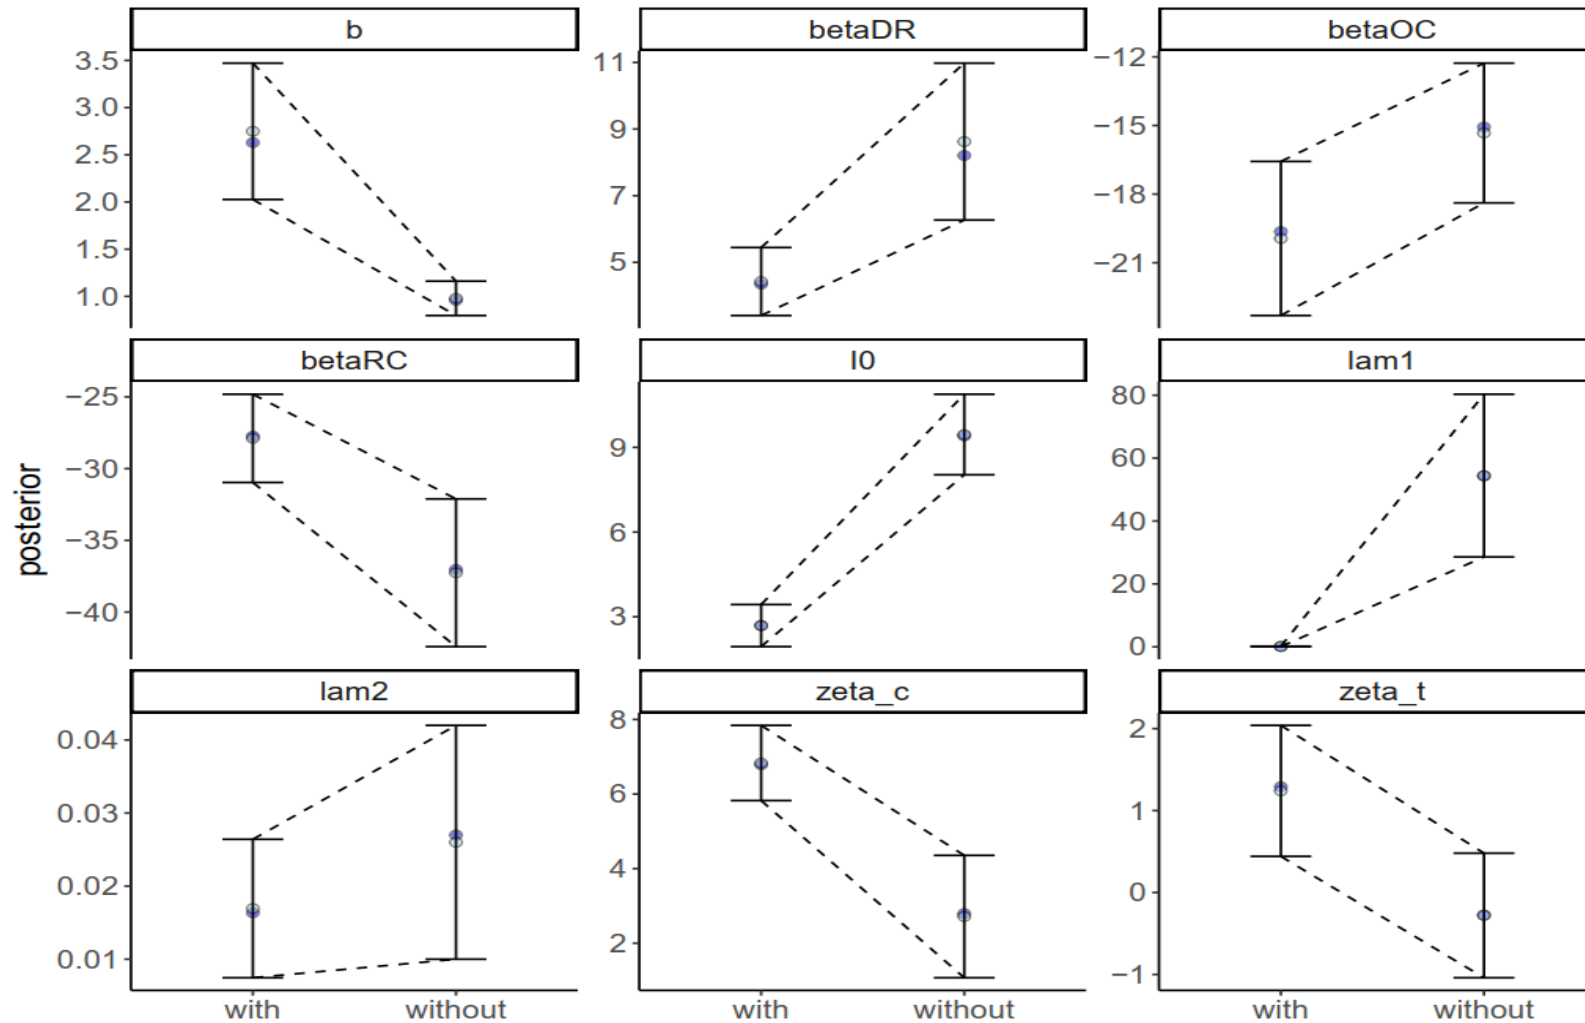 b
betaDR
betaOC
3.5
3.0
2.5
2.0
1.5
1.0
11
9
7
5
−12
−15
−18
−21
betaRC
I0
lam1
−25
−30
−35
−40
9
6
3
80
60
40
20
0
posterior
lam2
zeta_c
zeta_t
0.04
0.03
0.02
0.01
8
6
4
2
2
1
0
−1
with without
with without
with without